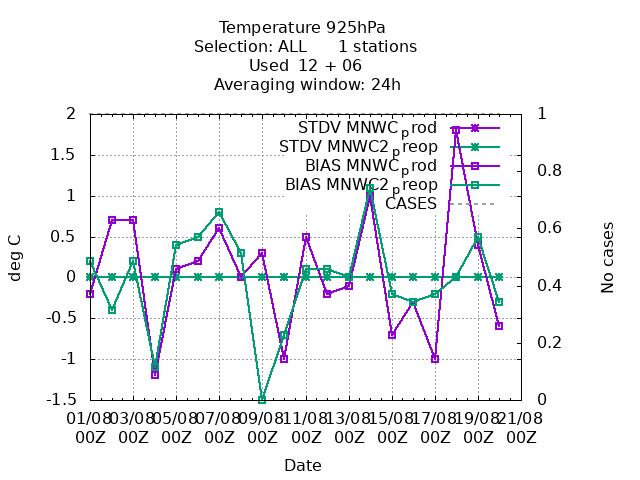 Temperature 925hPa
Selection: ALL      1 stations
Used  12 + 06
Averaging window: 24h
2
1.5
1
0.5
0
-0.5
-1
-1.5
1
0.8
0.6
0.4
0.2
0
deg C
No cases
STDV MNWC_prod
STDV MNWC2_preop
BIAS MNWC_prod
BIAS MNWC2_preop
CASES
01/08 03/08 05/08 07/08 09/08 11/08 13/08 15/08 17/08 19/08 21/08
00Z 00Z 00Z 00Z 00Z 00Z 00Z 00Z 00Z 00Z 00Z
Date